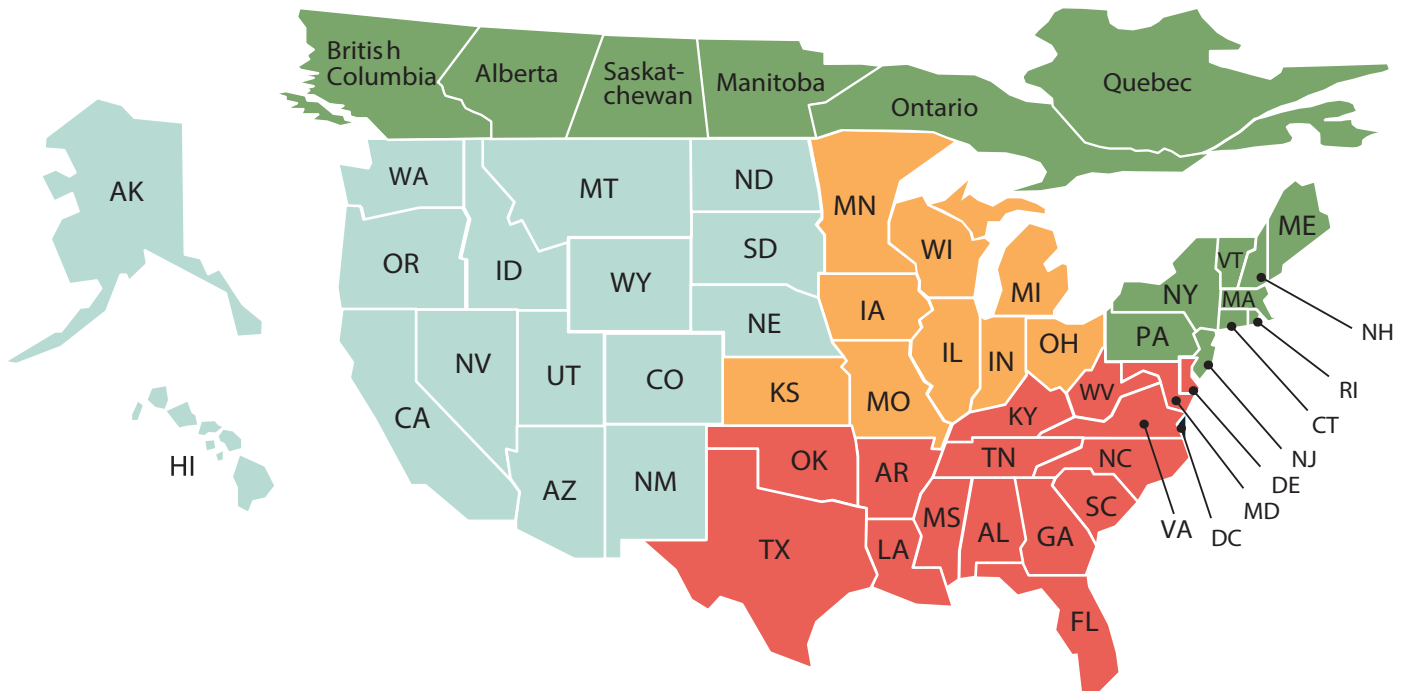 British
Columbia
Alberta
Saskat-
chewan
Manitoba
Ontario
Quebec
AK
WA
MT
ND
MN
WI
MI
ME
VT
NH
OR
ID
SD
WY
NE
IA
NY
MA
RI
CT
PA
NJ
NV
UT
CO
KS
MO
IL
IN
OH
WV
KY
DE
MD
DC
VA
CA
HI
AZ
NM
OK
AR
TN
NC
SC
TX
LA
MS
AL
GA
FL